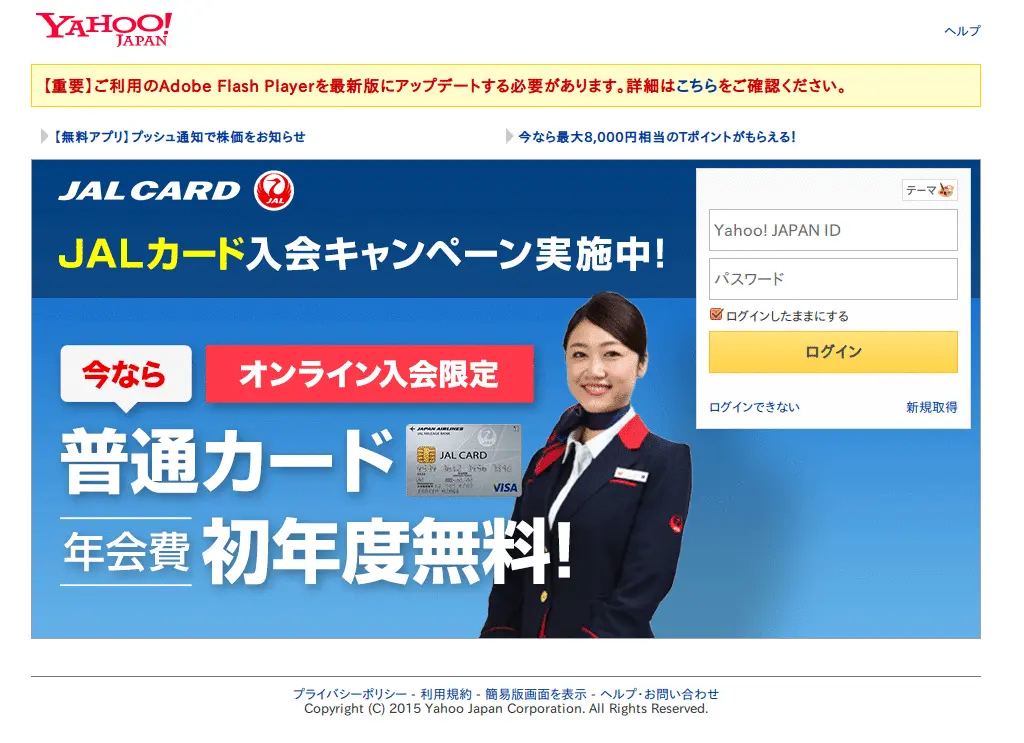 YAHOO!
JAPAN
ヘルプ
【重要】ご利用のAdobe Flash Playerを最新版にアップデートする必要があります。詳細はこちらをご確認ください。
【無料アプリ】プッシュ通知で株価をお知らせ
今なら最大8,000円相当のTポイントがもらえる！
JAL CARD
JAL
テーマ
Yahoo! JAPAN ID
パスワード
ログインしたままにする
ログイン
ログインできない
新規取得
JALカード入会キャンペーン実施中！
今なら
オンライン入会限定
普通カード
JAPAN AIRLINES
JAL CARD
VISA
年会費
初年度無料！
プライバシーポリシー - 利用規約 - 簡易版画面を表示 - ヘルプ・お問い合わせ
Copyright (C) 2015 Yahoo Japan Corporation. All Rights Reserved.